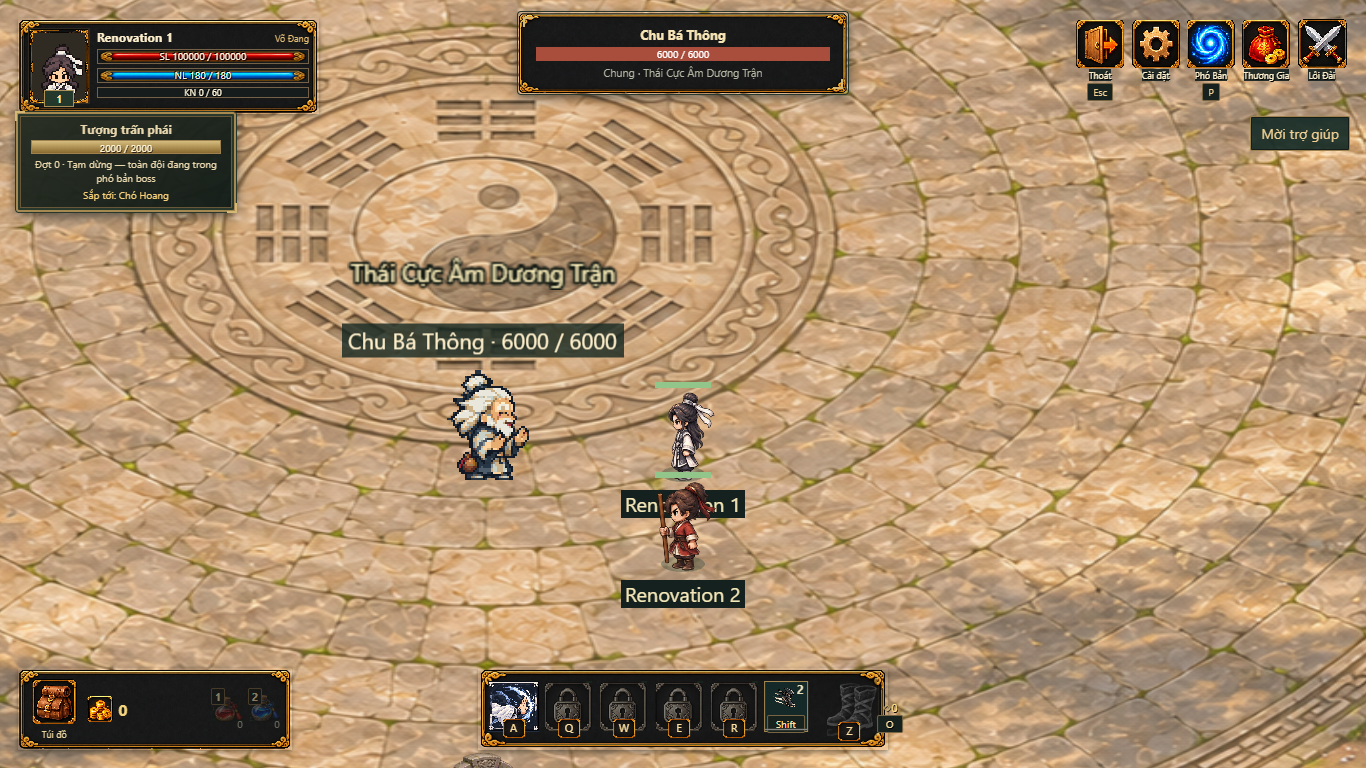 Renovation 1
Võ Đang
SL 100000 / 100000
NL 180 / 180
KN 0 / 60
1
Tượng trấn phái
2000 / 2000
Đợt 0 · Tạm dừng — toàn đội đang trong
phó bản boss
Sắp tới: Chó Hoang
Chu Bá Thông
6000 / 6000
Chung · Thái Cực Âm Dương Trận
Thoát
Cài đặt
Phó Bản
Thương Gia
Lôi Đài
Esc
P
Mời trợ giúp
Thái Cực Âm Dương Trận
Chu Bá Thông · 6000 / 6000
Renovation 1
Renovation 2
Túi đồ
0
1
0
2
0
A
Q
W
E
R
2
Shift
Z
0
O